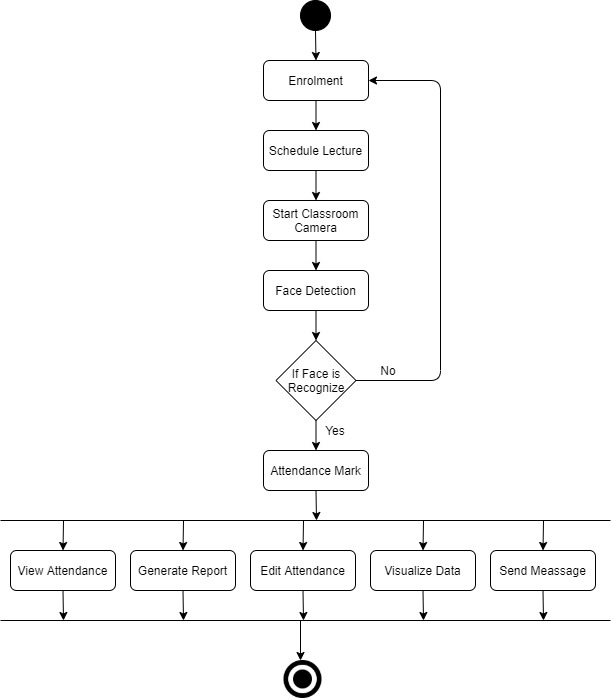 Enrolment
Schedule Lecture
Start Classroom
Camera
Face Detection
If Face is
Recognize
No
Yes
Attendance Mark
View Attendance
Generate Report
Edit Attendance
Visualize Data
Send Meassage